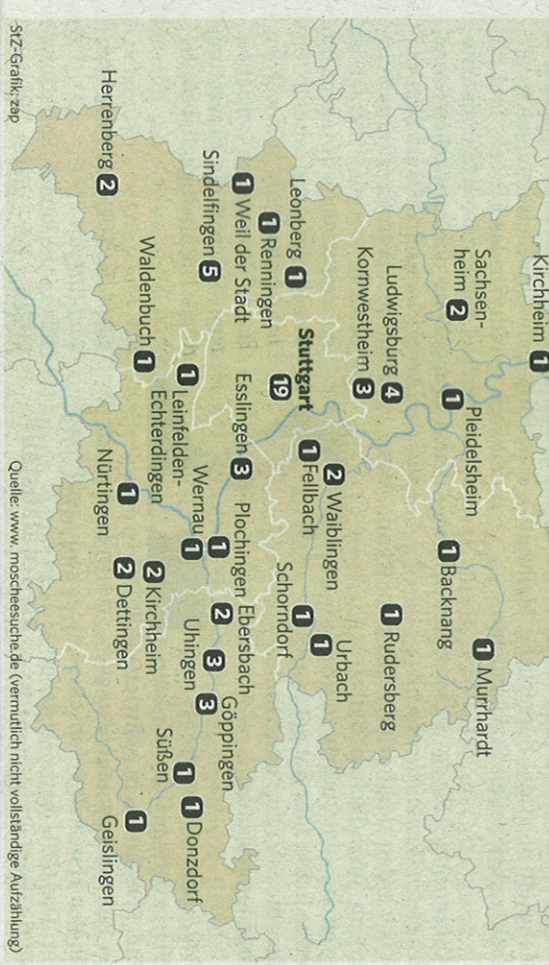 Kirchheim 1
Sachsen-
heim 2
Pleidelsheim
1
1 Murrhardt
1 Backnang
Ludwigsburg 4
Kornwestheim 3
1 Rudersberg
2 Waiblingen
1 Fellbach
Urbach
1
Schorndorf
1
Leonberg 1
Stuttgart
19
1 Renningen
1 Weil der Stadt
Sindelfingen 5
Esslingen 3
Plochingen
1
Ebersbach
2
Göppingen
3
3
Uhingen
Wernau
1
1 Leinfelden-
Echterdingen
1 Donzdorf
Süßen
1
Waldenbuch 1
2 Kirchheim
2 Dettingen
1
Nürtingen
1
Geislingen
Herrenberg 2
StZ-Grafik: zap
Quelle: www. moscheesuche.de (vermutlich nicht vollständige Aufzählung)